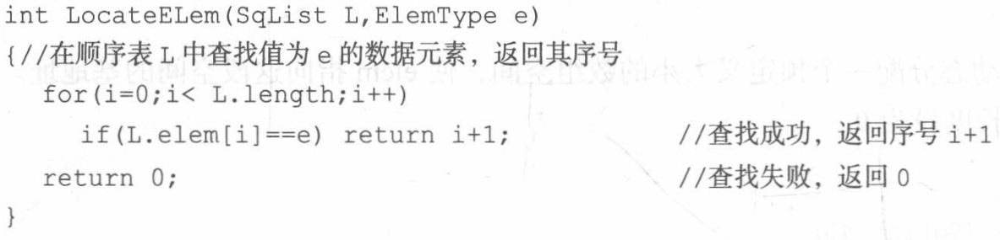 int LocateELem(SqList L,ElemType e)
{//在顺序表 L 中查找值为 e 的数据元素，返回其序号
for(i=0;i< L.length;i++)
if(L.elem[i]==e) return i+1; //查找成功，返回序号 i+1
return 0; //查找失败，返回 0
}